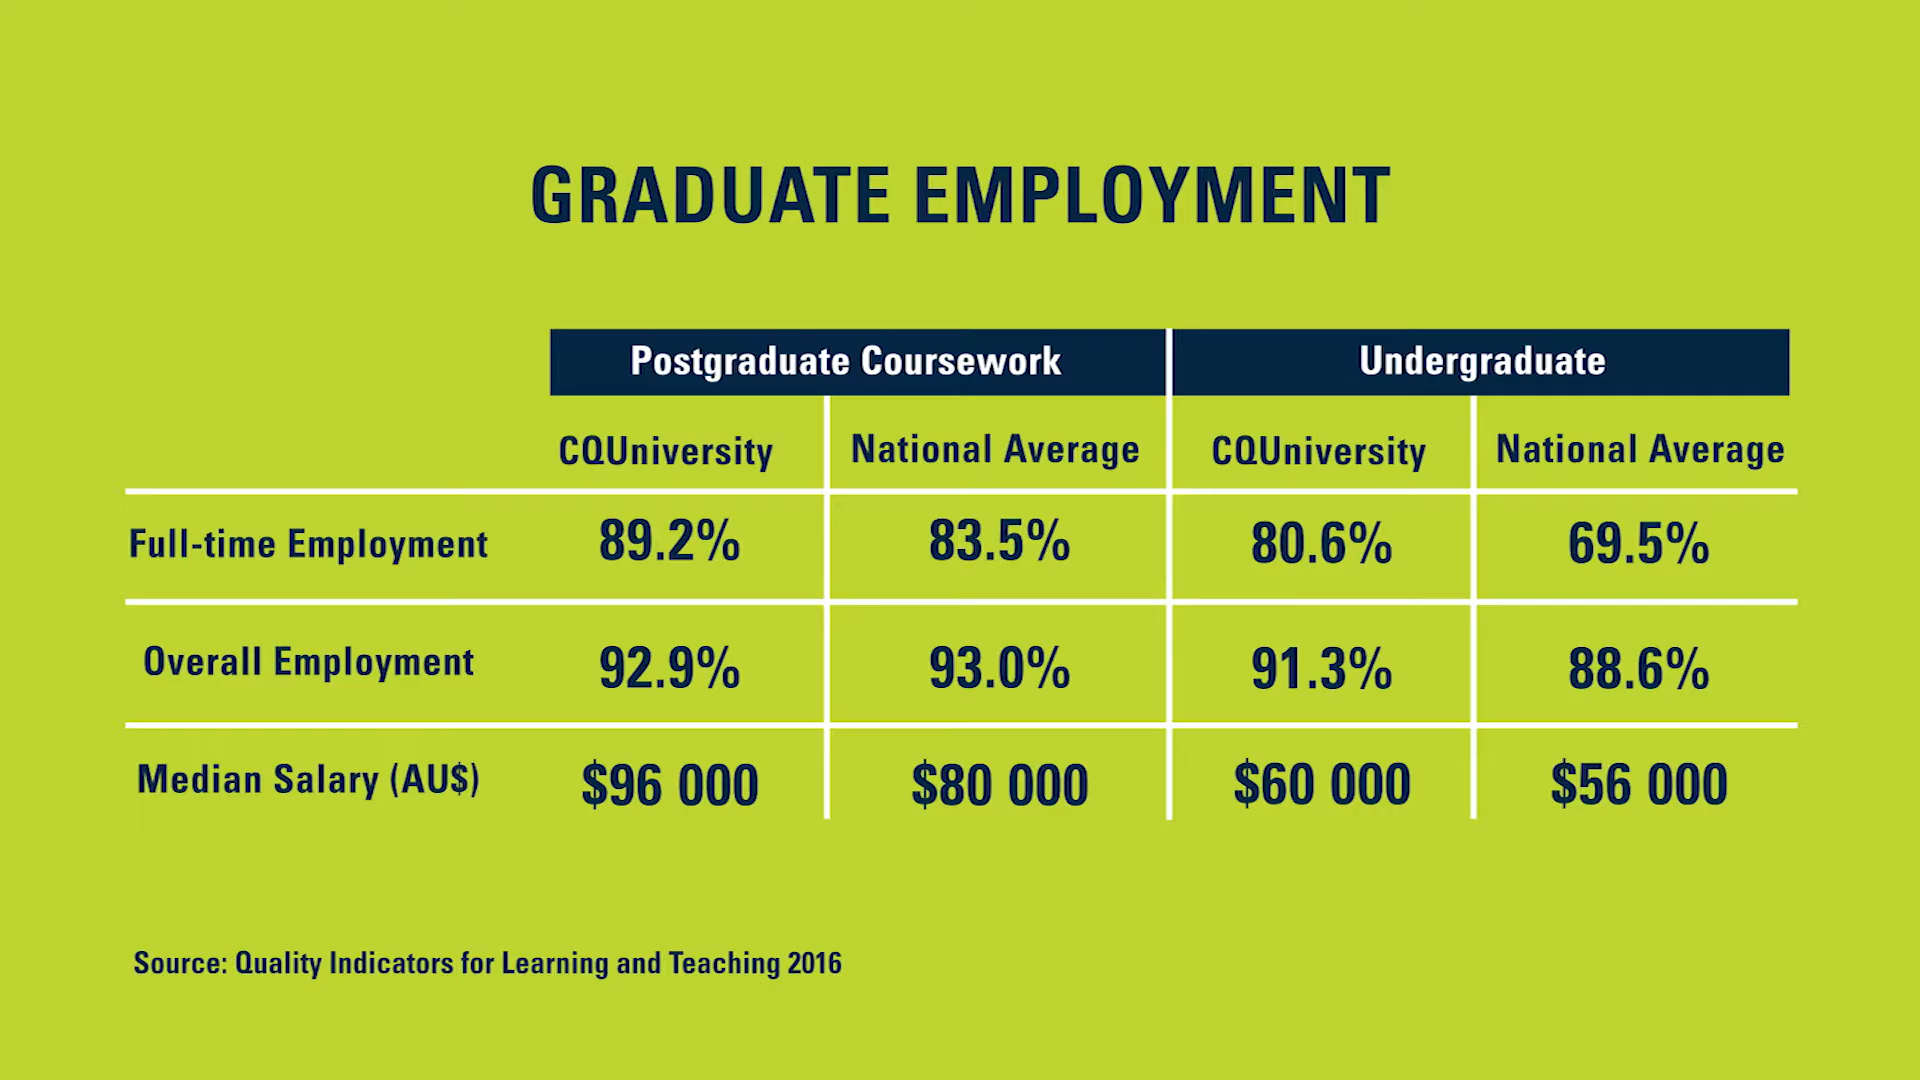 GRADUATE EMPLOYMENT
Postgraduate Coursework Undergraduate
CQUniversity National Average CQUniversity National Average
Full-time Employment 89.2% 83.5% 80.6% 69.5%
Overall Employment 92.9% 93.0% 91.3% 88.6%
Median Salary (AU$) $96 000 $80 000 $60 000 $56 000
Source: Quality Indicators for Learning and Teaching 2016